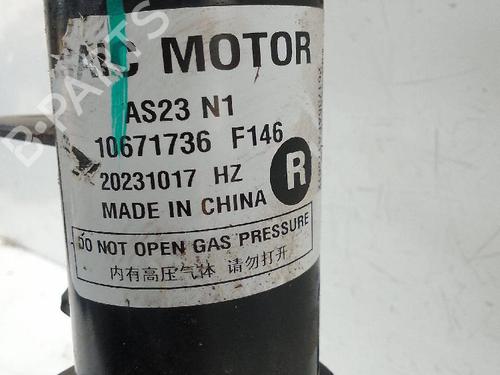 MOTOR
AS23 N1
10671736 F146
20231017 HZ
R
MADE IN CHINA
DO NOT OPEN GAS PRESSURE
内有高压气体 请勿打开
B-PARTS